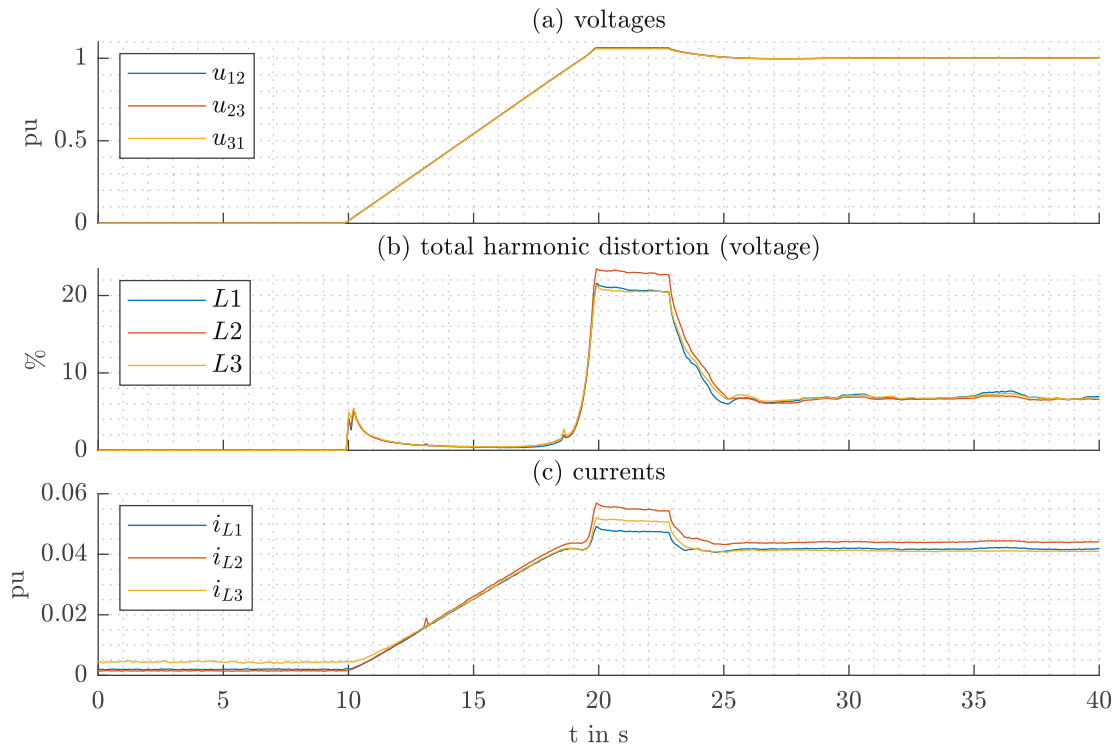 (a) voltages
1
0.5
0
pu
u12
u23
u31
(b) total harmonic distortion (voltage)
20
10
0
%
L1
L2
L3
(c) currents
0.06
0.04
0.02
0
pu
iL1
iL2
iL3
0 5 10 15 20 25 30 35 40
t in s